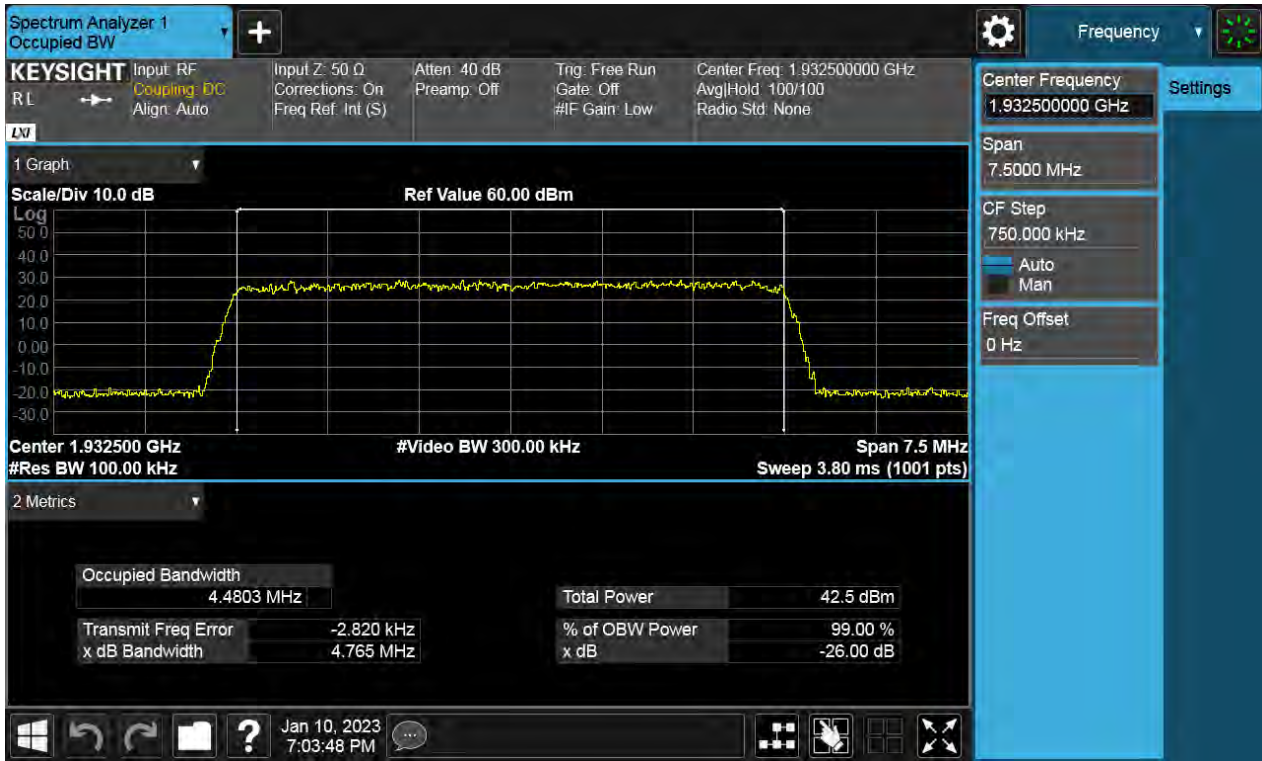 Spectrum Analyzer 1
Occupied BW
+
Frequency
KEYSIGHT
R L
LXI
Input: RF
Coupling: DC
Align: Auto
Input Z: 50 Ω
Corrections: On
Freq Ref: Int (S)
Atten: 40 dB
Preamp: Off
Trig: Free Run
Gate: Off
#IF Gain: Low
Center Freq: 1.932500000 GHz
Avg|Hold: 100/100
Radio Std: None
Center Frequency
1.932500000 GHz
Settings
Span
7.5000 MHz
CF Step
750.000 kHz
Auto
Man
Freq Offset
0 Hz
1 Graph
Scale/Div 10.0 dB
Ref Value 60.00 dBm
Log
50.0
40.0
30.0
20.0
10.0
0.00
-10.0
-20.0
-30.0
Center 1.932500 GHz
#Video BW 300.00 kHz
Span 7.5 MHz
#Res BW 100.00 kHz
Sweep 3.80 ms (1001 pts)
2 Metrics
Occupied Bandwidth
4.4803 MHz
Total Power 42.5 dBm
Transmit Freq Error -2.820 kHz
% of OBW Power 99.00 %
x dB Bandwidth 4.765 MHz
x dB -26.00 dB
?
Jan 10, 2023
7:03:48 PM